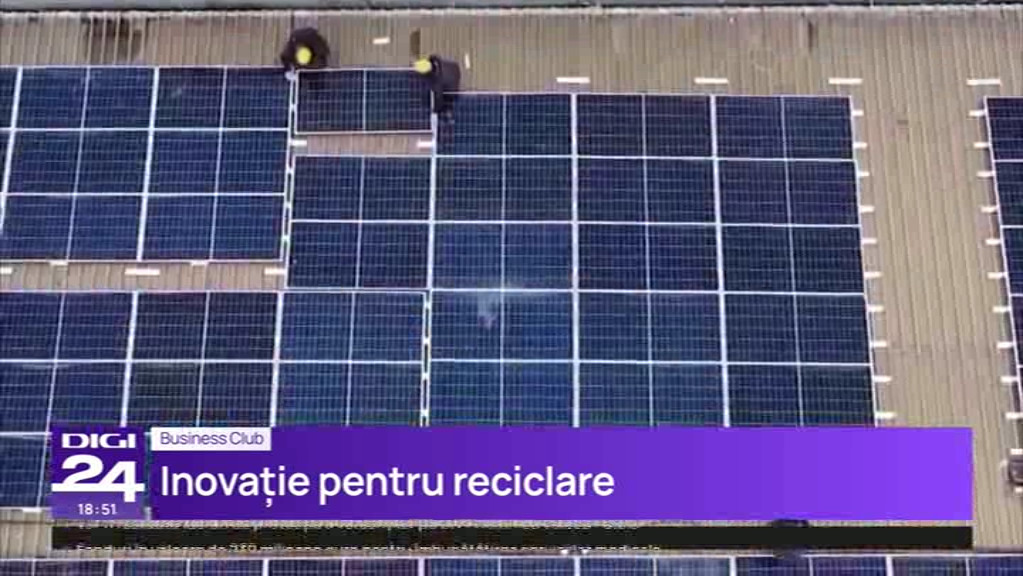 DIGI
24
18:51
Business Club
Inovație pentru reciclare